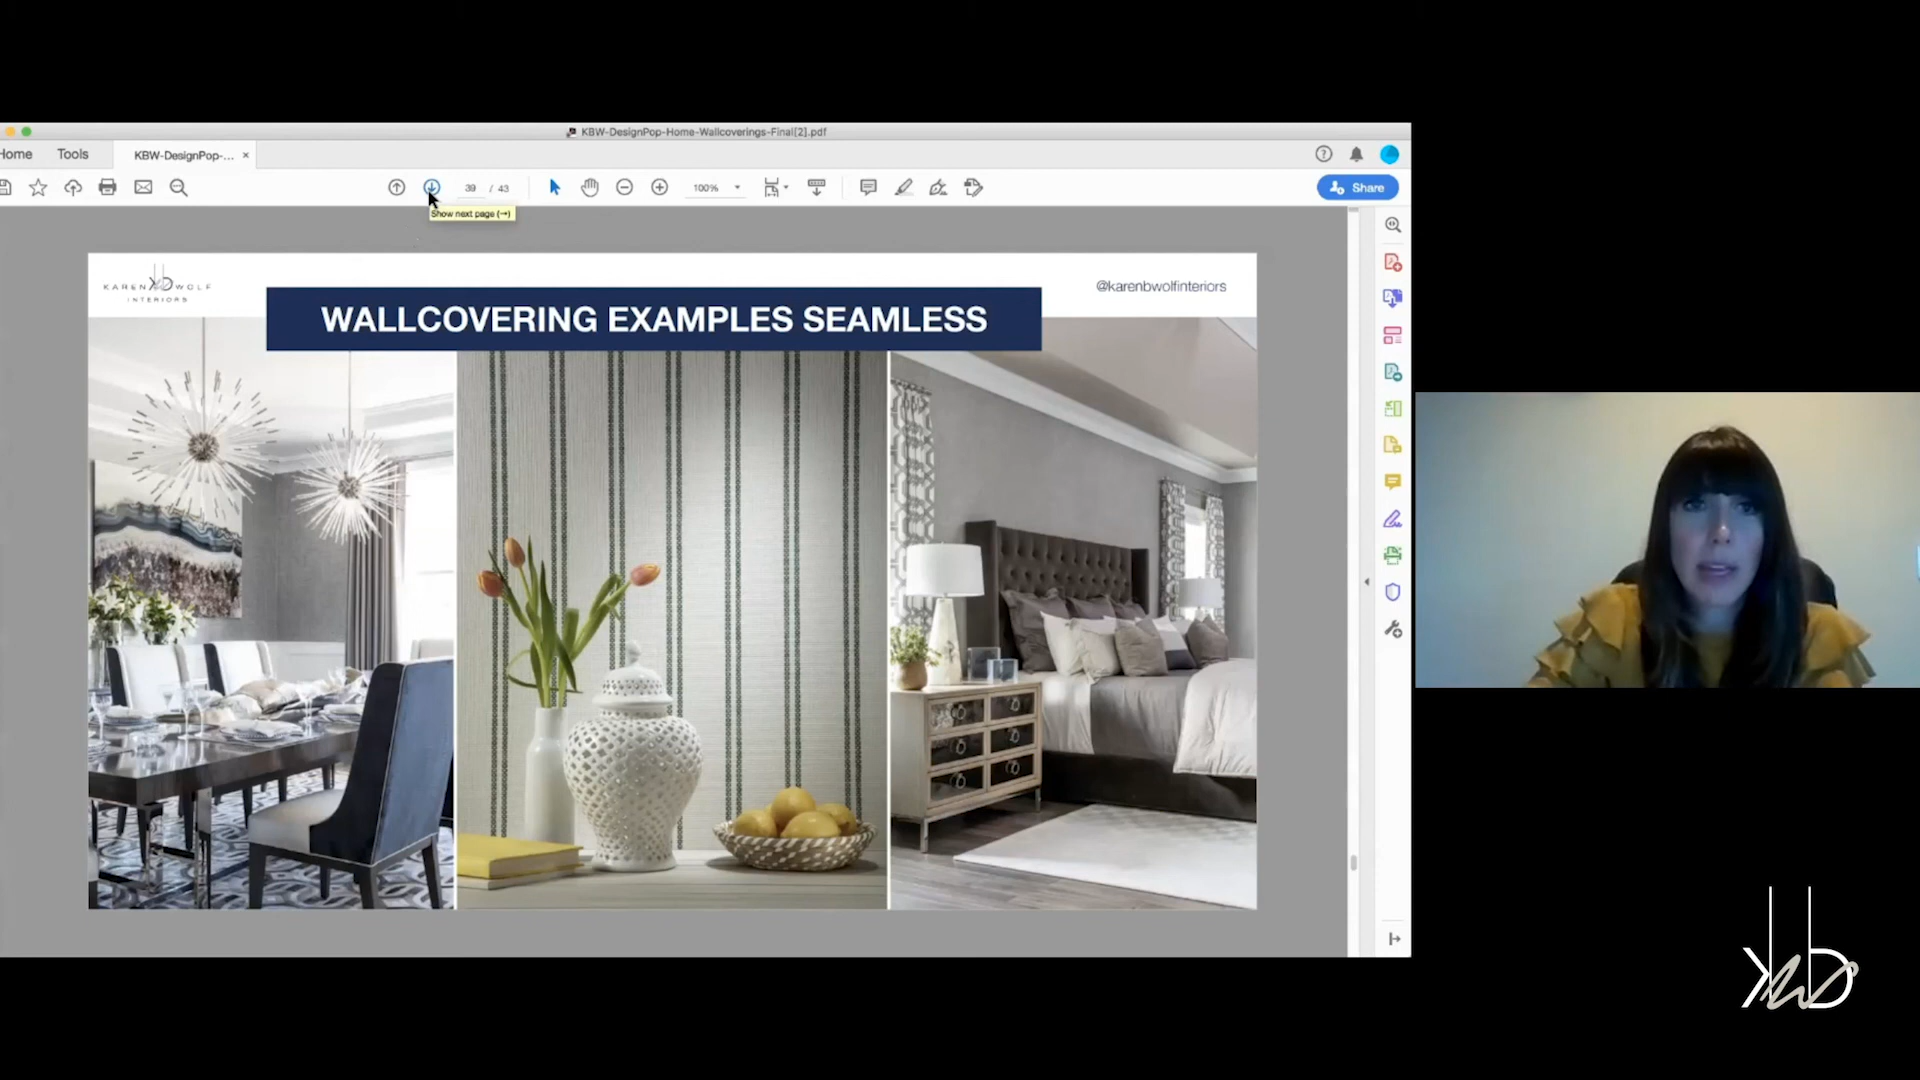 KBW-DesignPop-Home-Wallcoverings-Final[2].pdf
Home
Tools
KBW-DesignPop-...
39 / 43
100%
Share
Show next page (→)
KAREN B WOLF
INTERIORS
@karenbwolfinteriors
WALLCOVERING EXAMPLES SEAMLESS